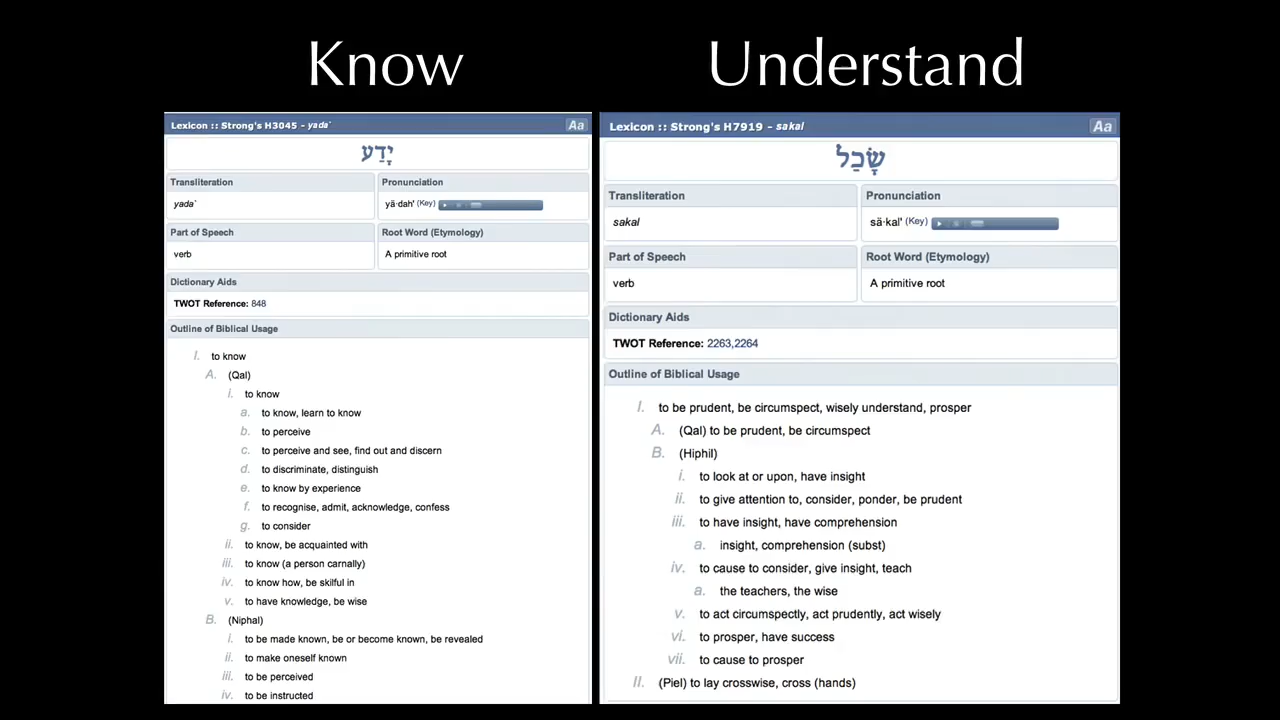 Know
Understand
Lexicon :: Strong's H3045 - yada`
Aa
יָדַע
Transliteration
Pronunciation
yada`
yä·dah' (Key)
Part of Speech
Root Word (Etymology)
verb
A primitive root
Dictionary Aids
TWOT Reference: 848
Outline of Biblical Usage
I. to know
A. (Qal)
i. to know
a. to know, learn to know
b. to perceive
c. to perceive and see, find out and discern
d. to discriminate, distinguish
e. to know by experience
f. to recognise, admit, acknowledge, confess
g. to consider
ii. to know, be acquainted with
iii. to know (a person carnally)
iv. to know how, be skilful in
v. to have knowledge, be wise
B. (Niphal)
i. to be made known, be or become known, be revealed
ii. to make oneself known
iii. to be perceived
iv. to be instructed
Lexicon :: Strong's H7919 - sakal
Aa
שָׂכַל
Transliteration
Pronunciation
sakal
sä·kal' (Key)
Part of Speech
Root Word (Etymology)
verb
A primitive root
Dictionary Aids
TWOT Reference: 2263,2264
Outline of Biblical Usage
I. to be prudent, be circumspect, wisely understand, prosper
A. (Qal) to be prudent, be circumspect
B. (Hiphil)
i. to look at or upon, have insight
ii. to give attention to, consider, ponder, be prudent
iii. to have insight, have comprehension
a. insight, comprehension (subst)
iv. to cause to consider, give insight, teach
a. the teachers, the wise
v. to act circumspectly, act prudently, act wisely
vi. to prosper, have success
vii. to cause to prosper
II. (Piel) to lay crosswise, cross (hands)